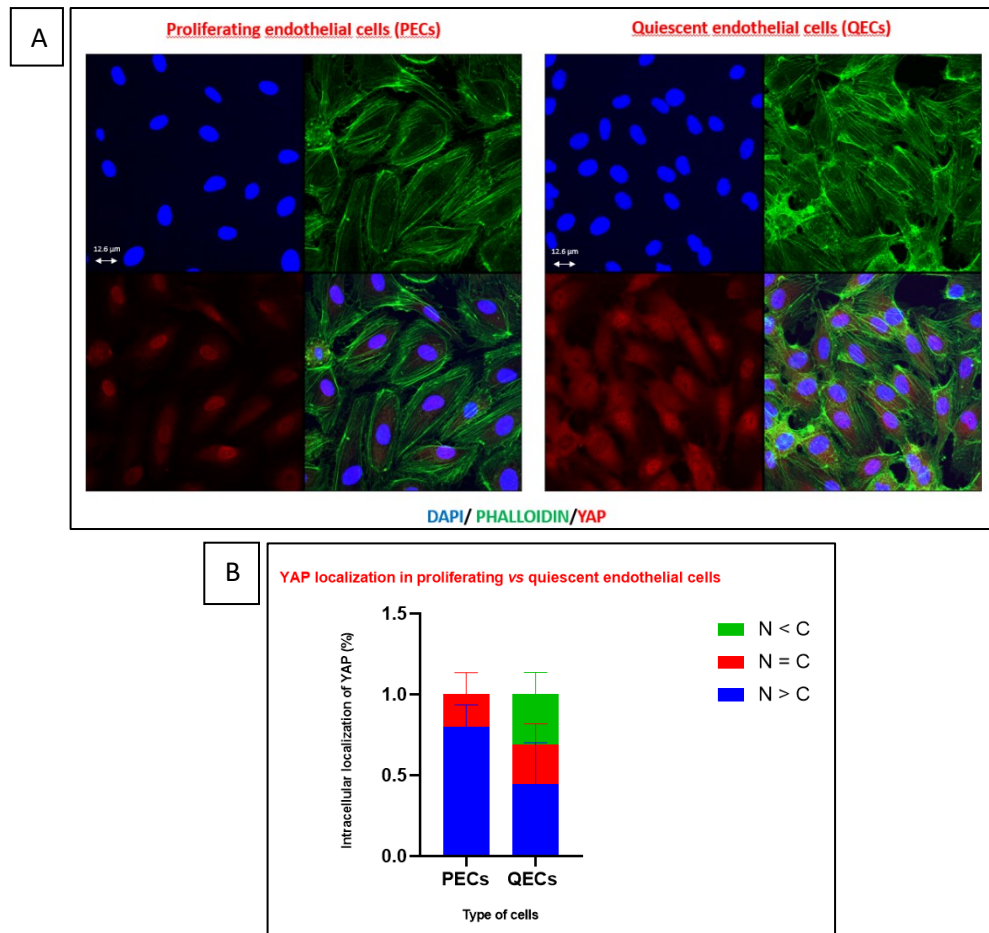 A
Proliferating endothelial cells (PECs)
Quiescent endothelial cells (QECs)
12.6 µm
12.6 µm
DAPI/ PHALLOIDIN/YAP
B
YAP localization in proliferating vs quiescent endothelial cells
Intracellular localization of YAP (%)
1.5
1.0
0.5
0.0
PECs QECs
Type of cells
N < C
N = C
N > C